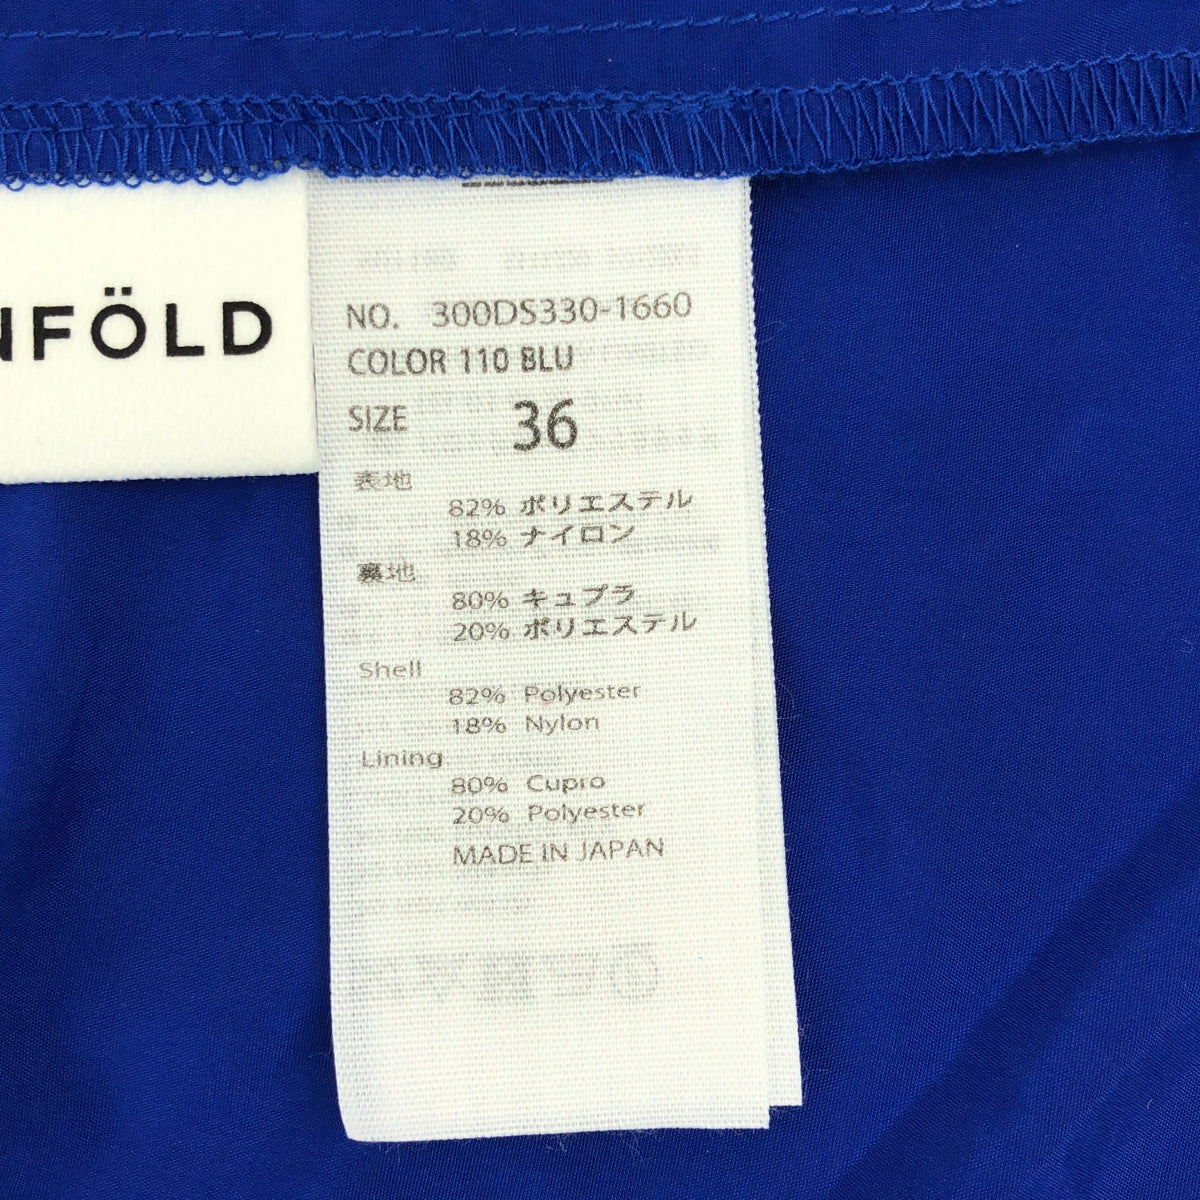 NFÖLD
NO. 300DS330-1660
COLOR 110 BLU
SIZE 36
表地
82% ポリエステル
18% ナイロン
裏地
80% キュプラ
20% ポリエステル
Shell
82% Polyester
18% Nylon
Lining
80% Cupro
20% Polyester
MADE IN JAPAN